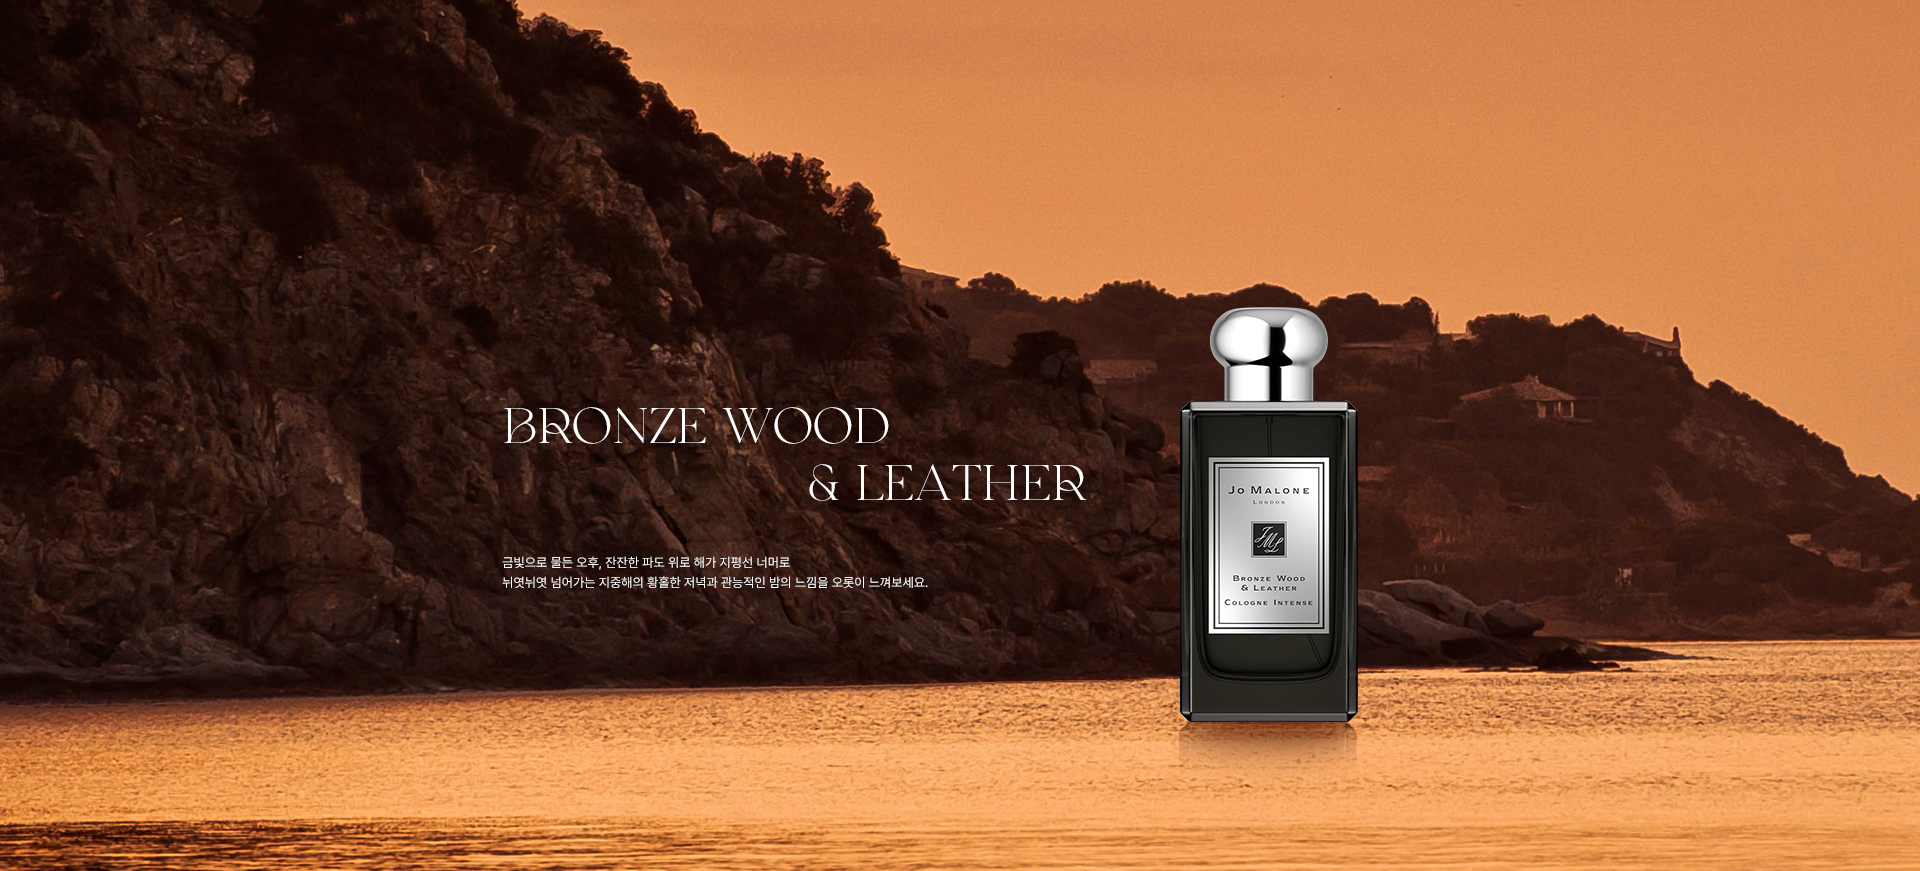 BRONZE WOOD
& LEATHER
금빛으로 물든 오후, 잔잔한 파도 위로 해가 지평선 너머로
뉘엿뉘엿 넘어가는 지중해의 황홀한 저녁과 관능적인 밤의 느낌을 오롯이 느껴보세요.
JO MALONE
LONDON
JML
BRONZE WOOD
& LEATHER
COLOGNE INTENSE